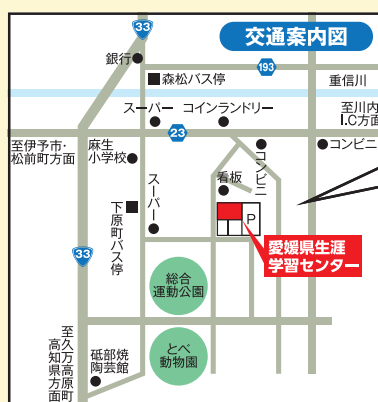 交通案内図
33
銀行
193
森松バス停
重信川
スーパー
コインランドリー
至川内
I.C方面
23
至伊予市・
松前町方面
麻生
小学校
コンビニ
コンビニ
看板
スーパー
下原町バス停
P
愛媛県生涯
学習センター
33
総合
運動公園
至久万高原町
高知県方面
砥部焼
陶芸館
とべ
動物園